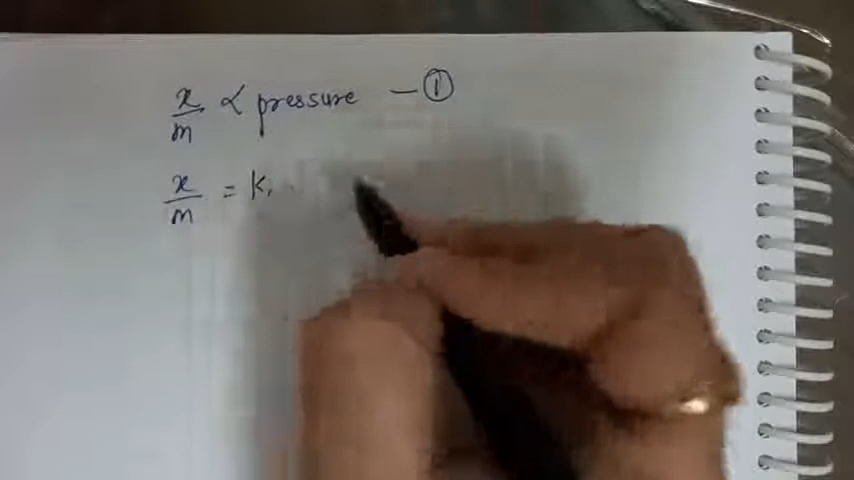 x/m ∝ pressure — ①
x/m = K.